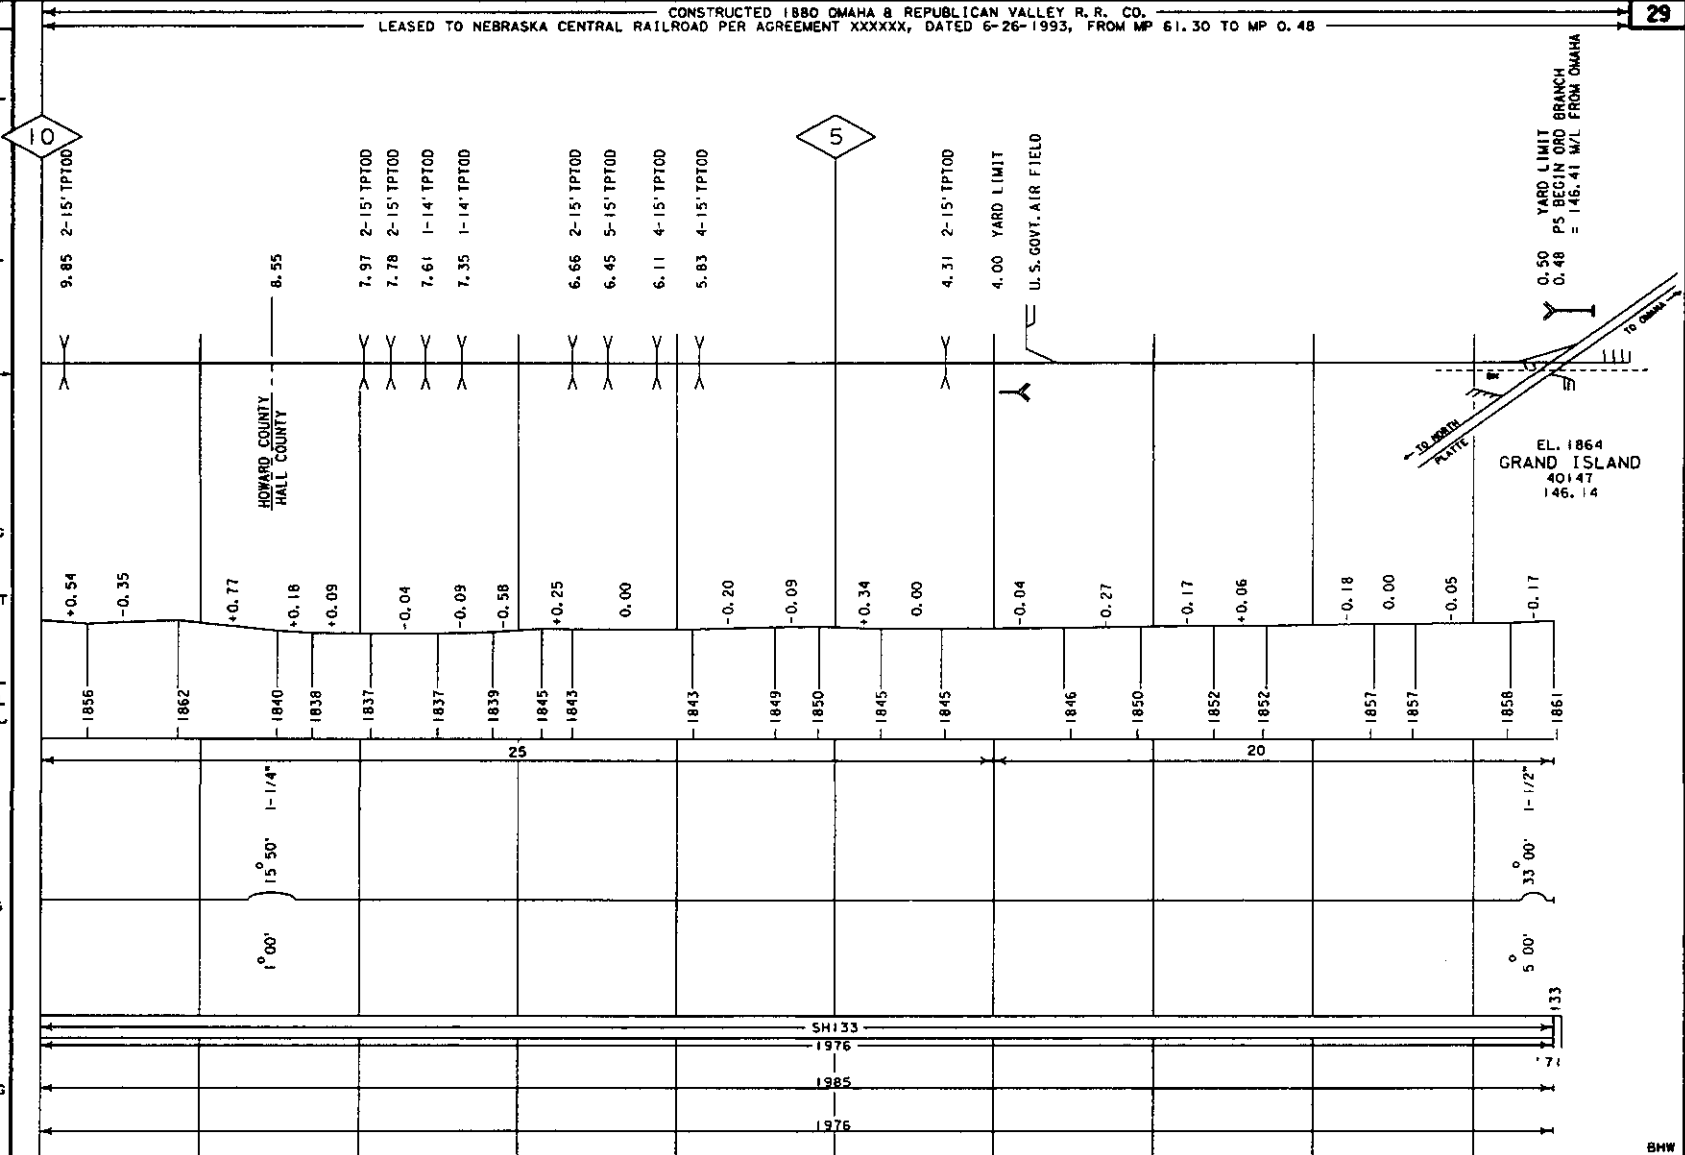 CONSTRUCTED 1880 OMAHA & REPUBLICAN VALLEY R. R. CO.
LEASED TO NEBRASKA CENTRAL RAILROAD PER AGREEMENT XXXXXX, DATED 6-26-1993, FROM MP 61.30 TO MP 0.48
29
10
5
9.85 2-15' TPTOD
8.55
7.97 2-15' TPTOD
7.78 2-15' TPTOD
7.61 1-14' TPTOD
7.35 1-14' TPTOD
6.66 2-15' TPTOD
6.45 5-15' TPTOD
6.11 4-15' TPTOD
5.83 4-15' TPTOD
4.31 2-15' TPTOD
4.00 YARD LIMIT
U.S. GOVT. AIR FIELD
0.50 YARD LIMIT
0.48 PS BEGIN ORD BRANCH
= 146.41 M/L FROM OMAHA
TO OMAHA
TO NORTH
PLATTE
HOWARD COUNTY
HALL COUNTY
EL. 1864
GRAND ISLAND
40147
146.14
+0.54
-0.35
+0.77
+0.18
+0.09
-0.04
-0.09
-0.58
+0.25
0.00
-0.20
-0.09
+0.34
0.00
-0.04
-0.27
-0.17
+0.06
-0.18
0.00
-0.05
-0.17
1856
1862
1840
1838
1837
1837
1839
1845
1843
1843
1849
1850
1845
1845
1846
1850
1852
1852
1857
1857
1858
1861
25
20
15° 50' 1-1/4"
33° 00' 1-1/2"
1° 00'
5° 00'
133
SH133
1976
'71
1985
1976
BHW